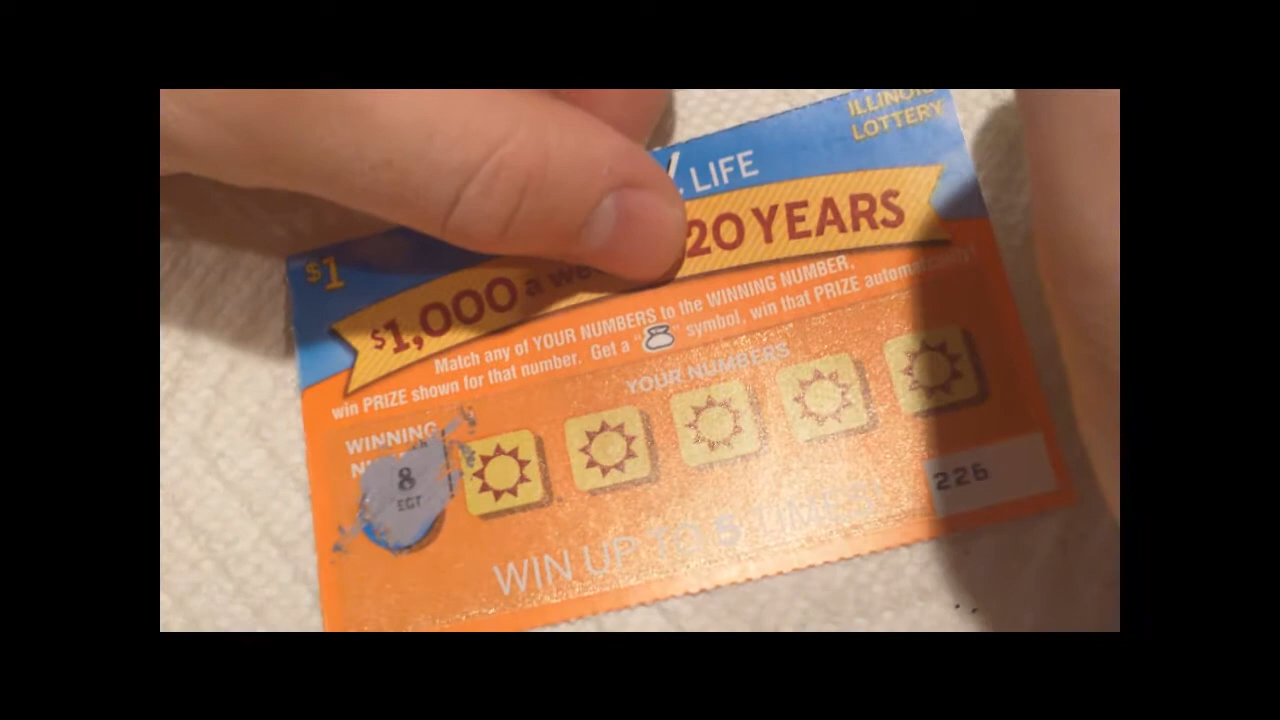 ILLINOIS
LOTTERY
LIFE
$1
$1,000 a 20 YEARS
Match any of YOUR NUMBERS to the WINNING NUMBER,
win PRIZE shown for that number. Get a " " symbol, win that PRIZE automatically!
YOUR NUMBERS
WINNING
8
EGT
226
WIN UP TO 5 TIMES!